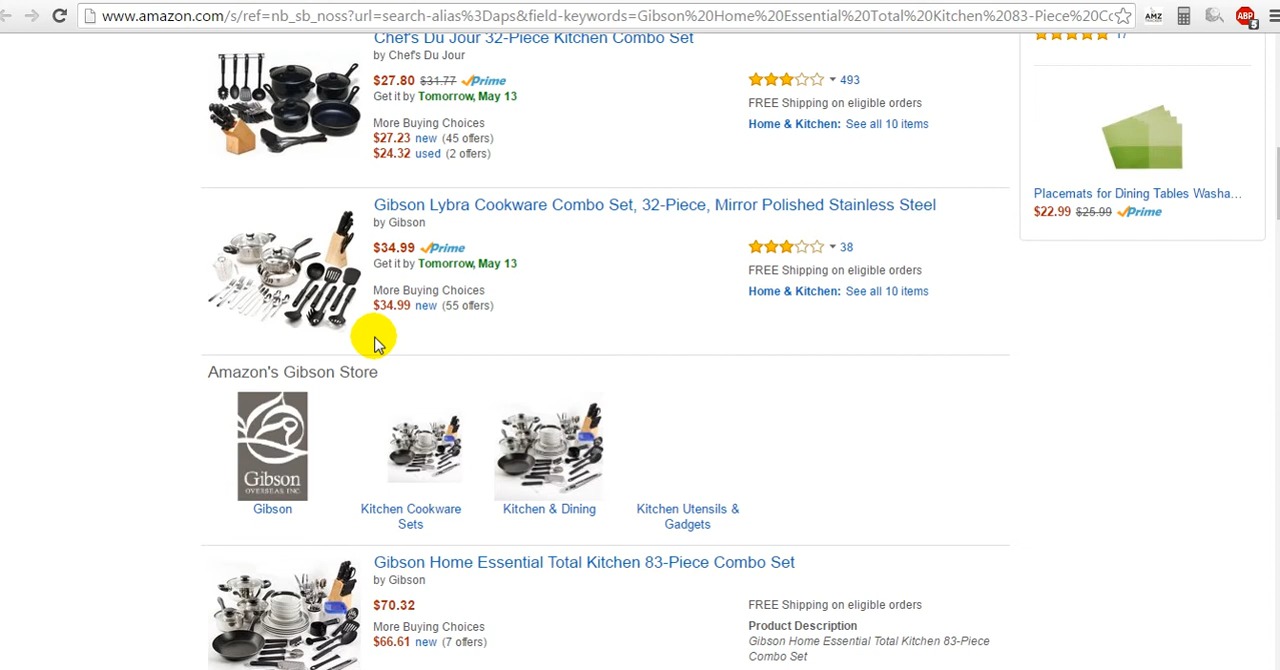 www.amazon.com/s/ref=nb_sb_noss?url=search-alias%3Daps&field-keywords=Gibson%20Home%20Essential%20Total%20Kitchen%2083-Piece%20Co
AMZ
ABP
5
Chef's Du Jour 32-Piece Kitchen Combo Set
by Chef's Du Jour
$27.80 $31.77 Prime
Get it by Tomorrow, May 13
More Buying Choices
$27.23 new (45 offers)
$24.32 used (2 offers)
493
FREE Shipping on eligible orders
Home & Kitchen: See all 10 items
17
Placemats for Dining Tables Washa...
$22.99 $25.99 Prime
Gibson Lybra Cookware Combo Set, 32-Piece, Mirror Polished Stainless Steel
by Gibson
$34.99 Prime
Get it by Tomorrow, May 13
More Buying Choices
$34.99 new (55 offers)
38
FREE Shipping on eligible orders
Home & Kitchen: See all 10 items
Amazon's Gibson Store
Gibson
OVERSEAS, INC.
Gibson
Kitchen Cookware
Sets
Kitchen & Dining
Kitchen Utensils &
Gadgets
Gibson Home Essential Total Kitchen 83-Piece Combo Set
by Gibson
$70.32
More Buying Choices
$66.61 new (7 offers)
FREE Shipping on eligible orders
Product Description
Gibson Home Essential Total Kitchen 83-Piece
Combo Set